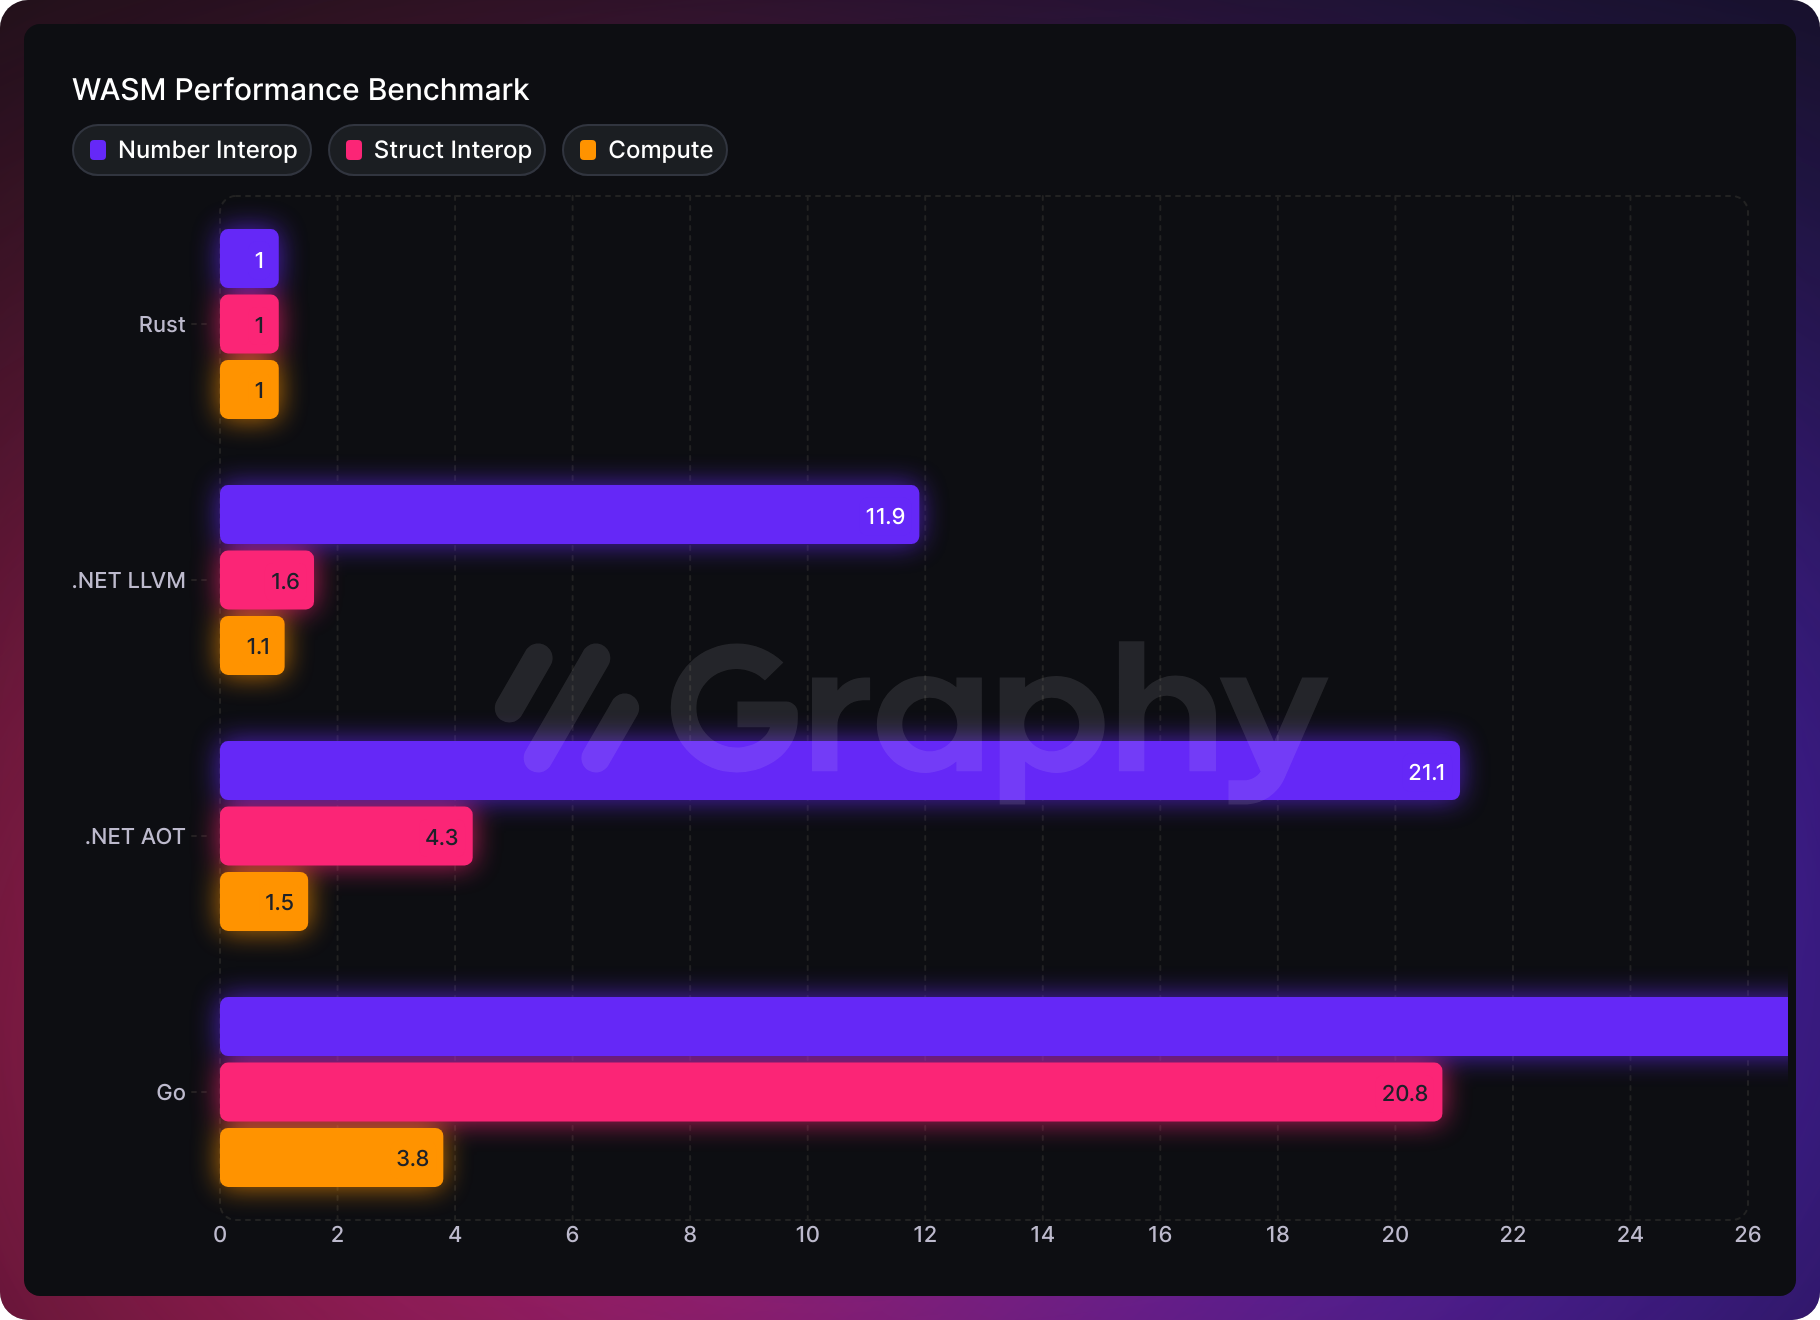 WASM Performance Benchmark
Number Interop Struct Interop Compute
1
Rust 1
1
11.9
.NET LLVM 1.6
1.1
Graphy
21.1
.NET AOT 4.3
1.5
Go 20.8
3.8
0 2 4 6 8 10 12 14 16 18 20 22 24 26